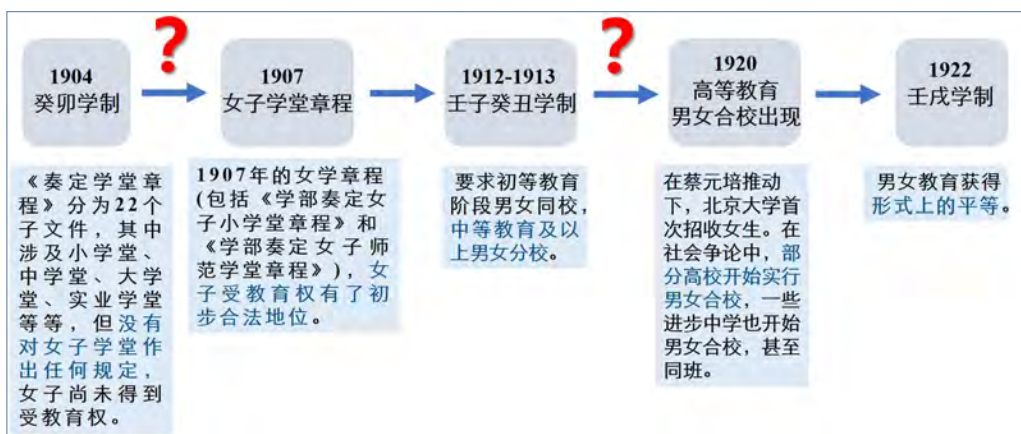 ?
?
1904
癸卯学制
1907
女子学堂章程
1912-1913
壬子癸丑学制
1920
高等教育
男女合校出现
1922
壬戌学制
《奏定学堂章
程》分为22个
子文件，其中
涉及小学堂、
中学堂、大学
堂、实业学堂
等等，但没有
对女子学堂作
出任何规定，
女子尚未得到
受教育权。
1907年的女学章程
(包括《学部奏定女
子小学堂章程》和
《学部奏定女子师
范学堂章程》)，女
子受教育权有了初
步合法地位。
要求初等教育
阶段男女同校，
中等教育及以
上男女分校。
在蔡元培推动
下，北京大学首
次招收女生。在
社会争论中，部
分高校开始实行
男女合校，一些
进步中学也开始
男女合校，甚至
同班。
男女教育获得
形式上的平等。